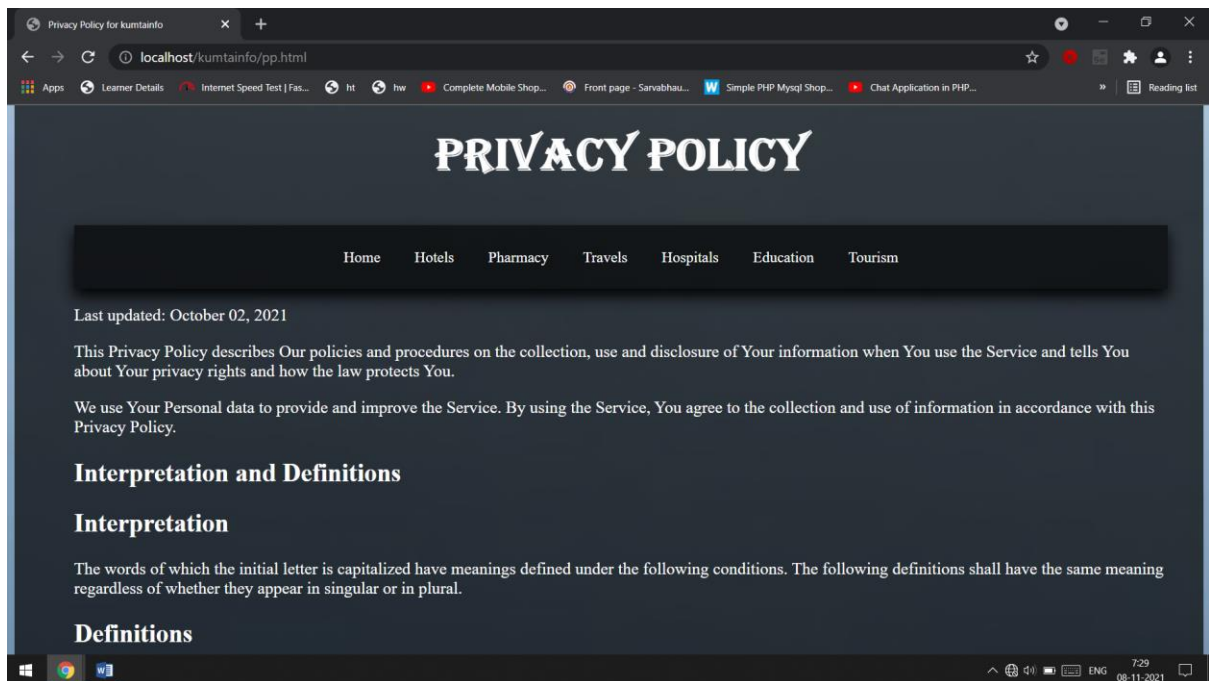 Privacy Policy for kumtainfo
localhost/kumtainfo/pp.html
Apps Learner Details Internet Speed Test | Fas... ht hw Complete Mobile Shop... Front page - Sarvabhau... Simple PHP Mysql Shop... Chat Application in PHP... » Reading list
PRIVACY POLICY
Home Hotels Pharmacy Travels Hospitals Education Tourism
Last updated: October 02, 2021
This Privacy Policy describes Our policies and procedures on the collection, use and disclosure of Your information when You use the Service and tells You
about Your privacy rights and how the law protects You.
We use Your Personal data to provide and improve the Service. By using the Service, You agree to the collection and use of information in accordance with this
Privacy Policy.
Interpretation and Definitions
Interpretation
The words of which the initial letter is capitalized have meanings defined under the following conditions. The following definitions shall have the same meaning
regardless of whether they appear in singular or in plural.
Definitions
ENG
7:29
08-11-2021